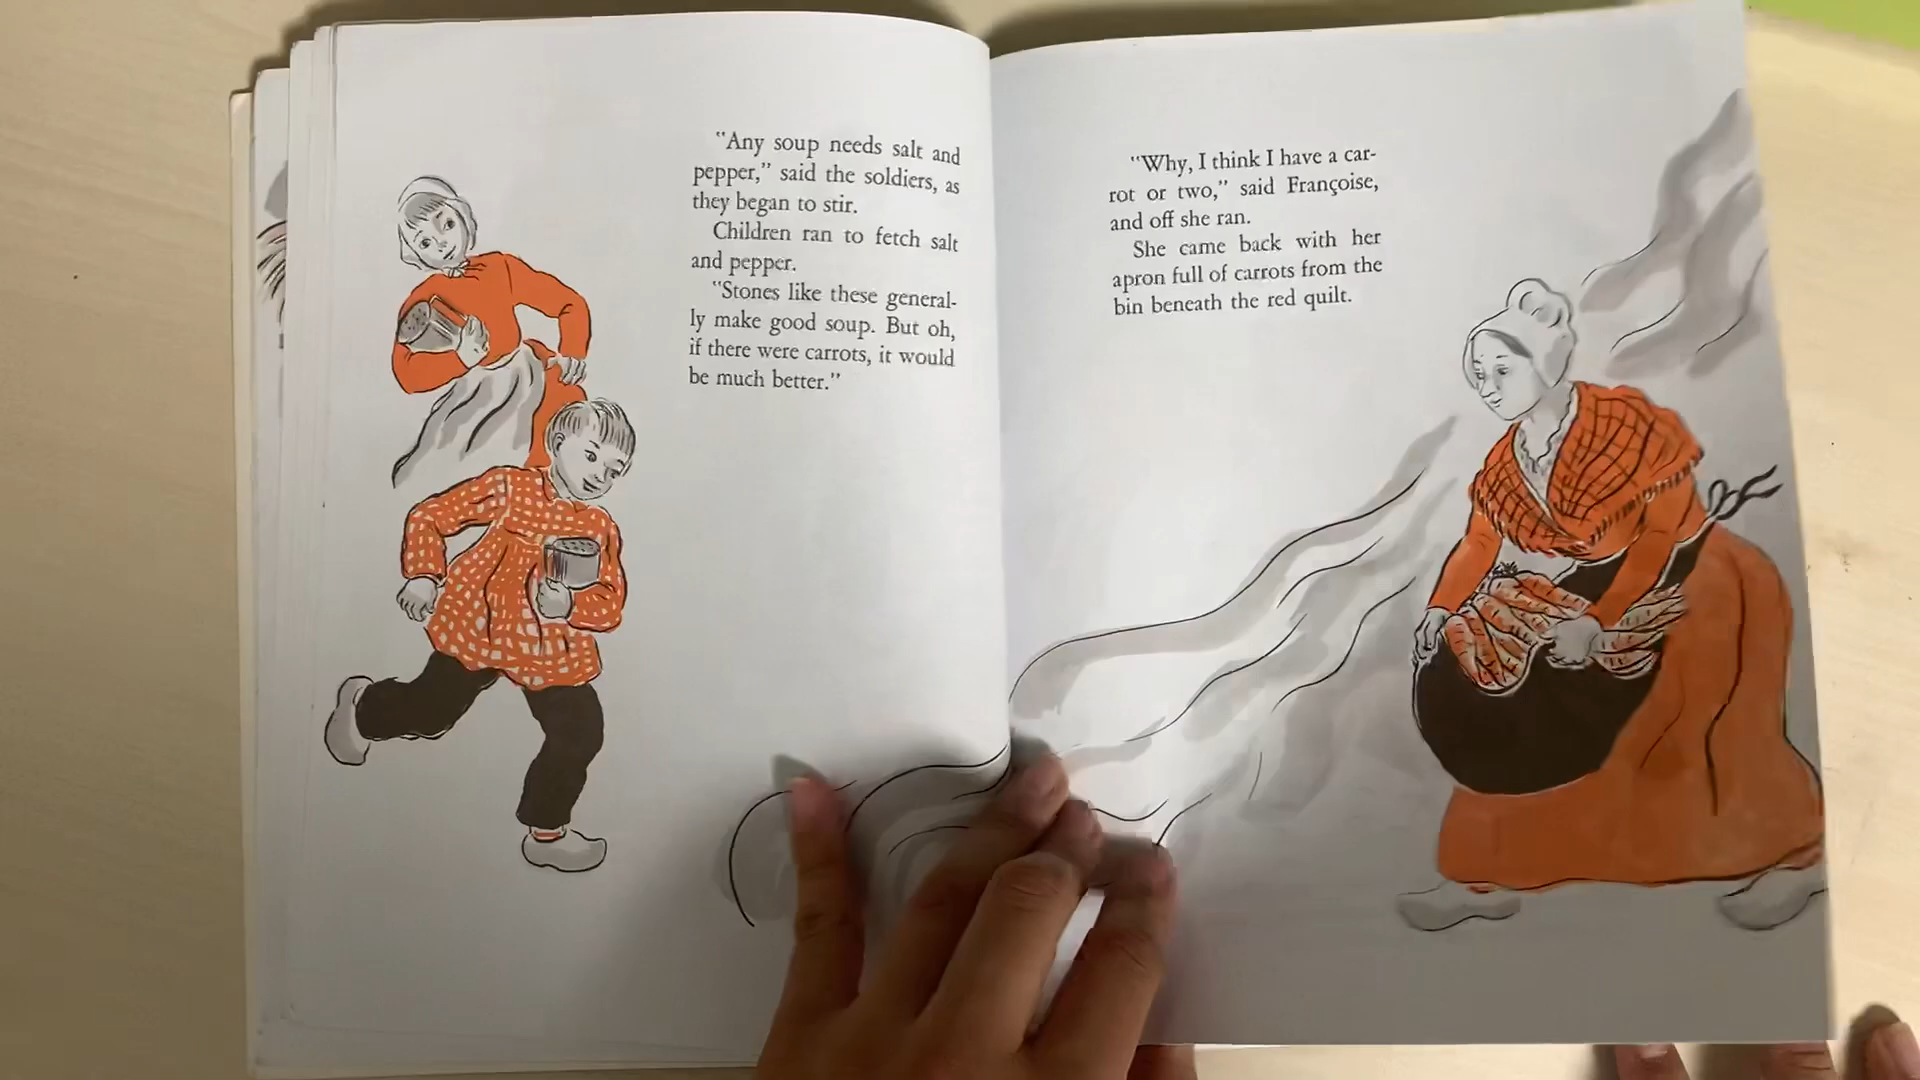 "Any soup needs salt and
pepper," said the soldiers, as
they began to stir.
Children ran to fetch salt
and pepper.
"Stones like these general-
ly make good soup. But oh,
if there were carrots, it would
be much better."
"Why, I think I have a car-
rot or two," said Françoise,
and off she ran.
She came back with her
apron full of carrots from the
bin beneath the red quilt.